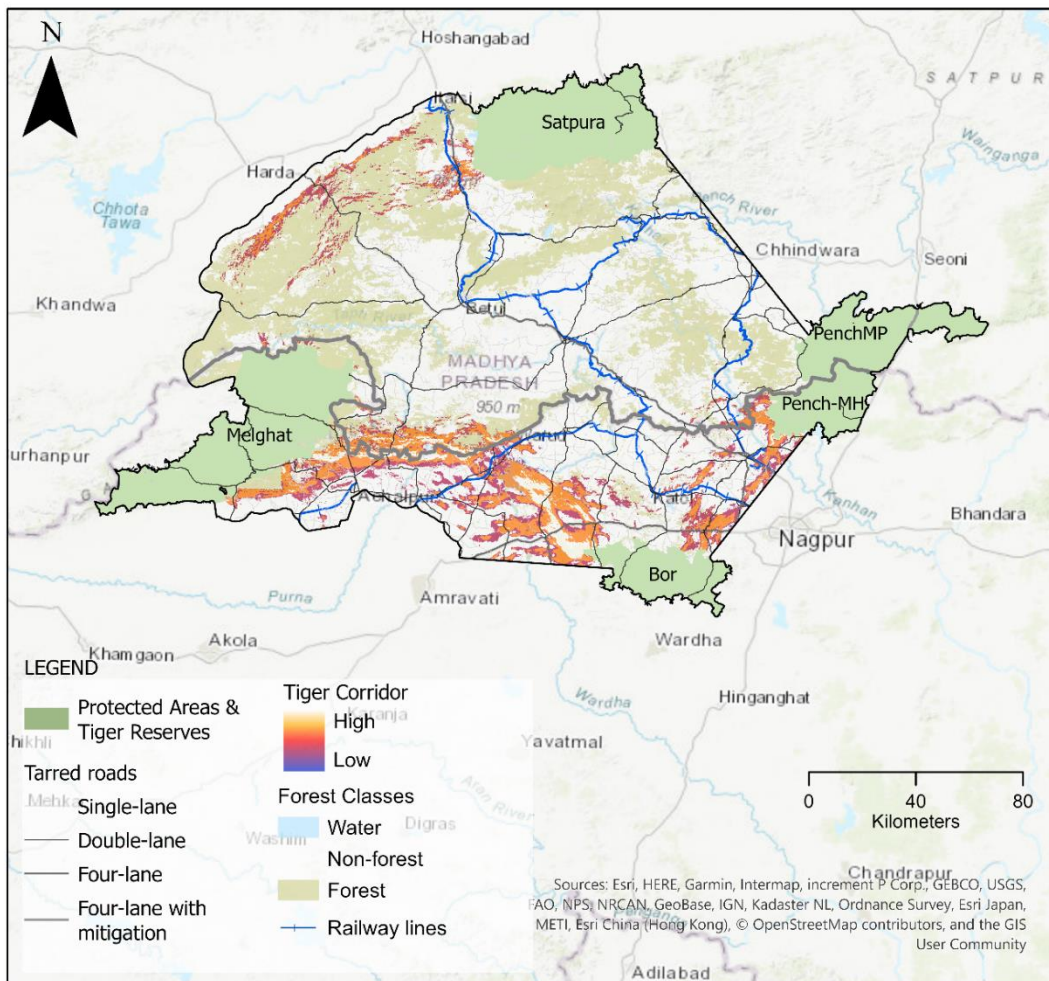 N
Hoshangabad
SATPUR
Itarsi
Satpura
Wainganga
Harda
Chhota
Tawa
Pench River
Chhindwara
Seoni
Khandwa
Betul
PenchMP
MADHYA
PRADESH
950 m
Pench-MHS
Melghat
urhanpur
Achalpur
Katol
Kanhan
Bhandara
Nagpur
Bor
Purna
Amravati
Akola
Wardha
Khamgaon
Hinganghat
Wardha
Karanja
Yavatmal
hikhli
Mehka
Aran River
Digras
Washim
Chandrapur
Penganga
Adilabad
LEGEND
Protected Areas &
Tiger Reserves
Tarred roads
Single-lane
Double-lane
Four-lane
Four-lane with
mitigation
Tiger Corridor
High
Low
Forest Classes
Water
Non-forest
Forest
Railway lines
0 40 80
Kilometers
Sources: Esri, HERE, Garmin, Intermap, increment P Corp., GEBCO, USGS,
FAO, NPS, NRCAN, GeoBase, IGN, Kadaster NL, Ordnance Survey, Esri Japan,
METI, Esri China (Hong Kong), © OpenStreetMap contributors, and the GIS
User Community